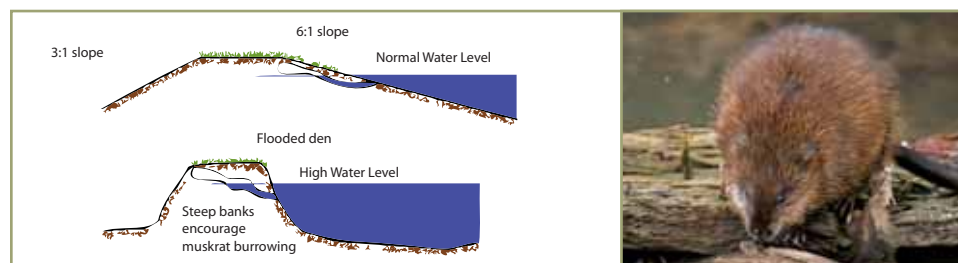 6:1 slope
3:1 slope
Normal Water Level
Flooded den
High Water Level
Steep banks
encourage
muskrat burrowing